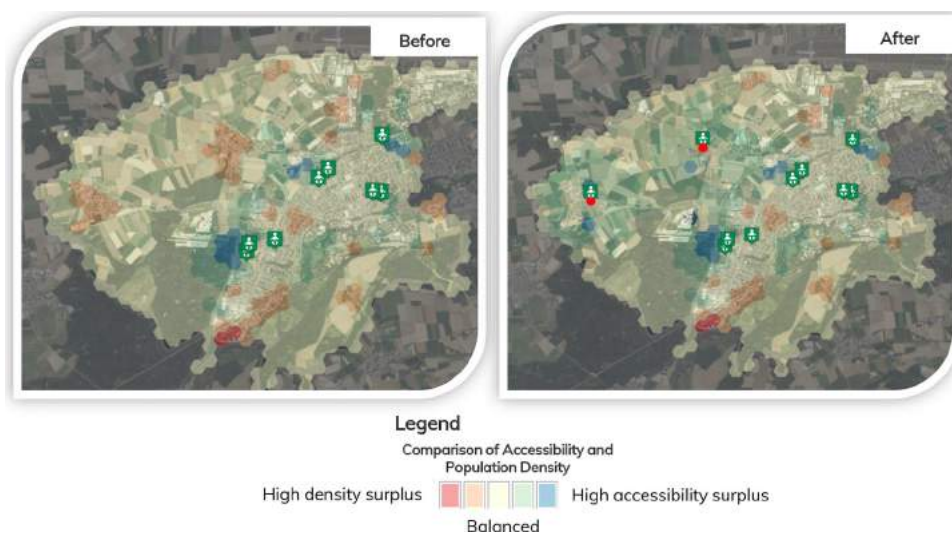 Before
After
Legend
Comparison of Accessibility and
Population Density
High density surplus
High accessibility surplus
Balanced